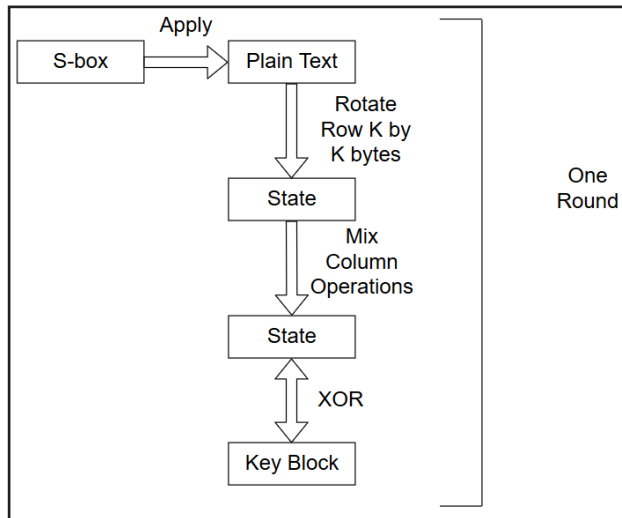 Apply
S-box
Plain Text
Rotate
Row K by
K bytes
One
Round
State
Mix
Column
Operations
State
XOR
Key Block